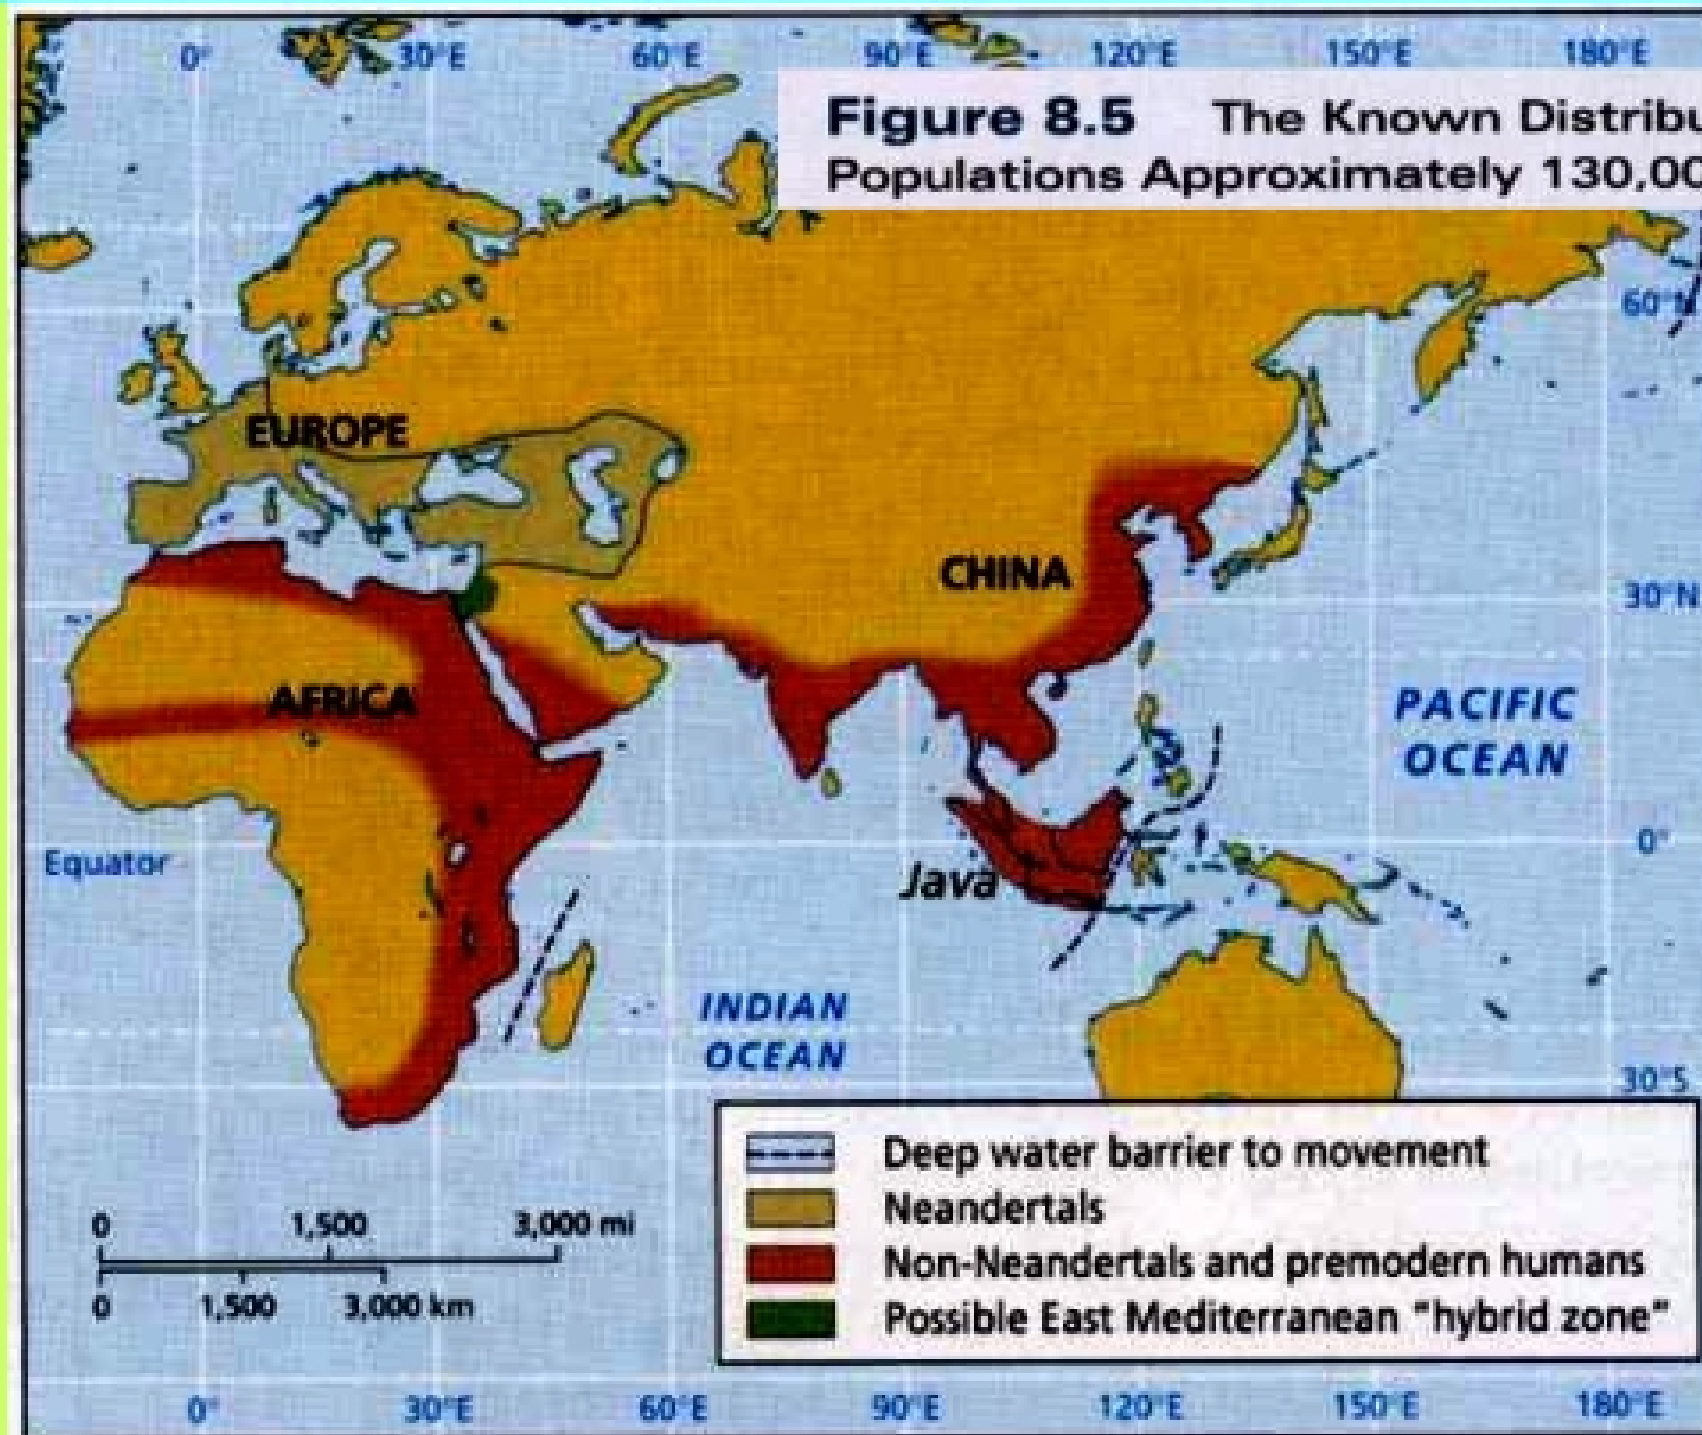 0° 30°E 60°E 90°E 120°E 150°E 180°E
Figure 8.5 The Known Distribu
Populations Approximately 130,00
60°N
EUROPE
CHINA
30°N
AFRICA
PACIFIC
OCEAN
Equator
0°
Java
INDIAN
OCEAN
30°S
Deep water barrier to movement
Neandertals
Non-Neandertals and premodern humans
Possible East Mediterranean "hybrid zone"
0 1,500 3,000 mi
0 1,500 3,000 km
0° 30°E 60°E 90°E 120°E 150°E 180°E